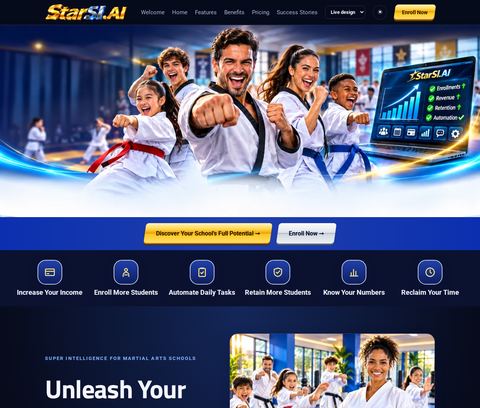 StarSI.AI
Welcome Home Features Benefits Pricing Success Stories Live design Enroll Now
StarSI.AI
Enrollments
Revenue
Retention
Automation
Discover Your School's Full Potential → Enroll Now →
Increase Your Income Enroll More Students Automate Daily Tasks Retain More Students Know Your Numbers Reclaim Your Time
SUPER INTELLIGENCE FOR MARTIAL ARTS SCHOOLS
Unleash Your